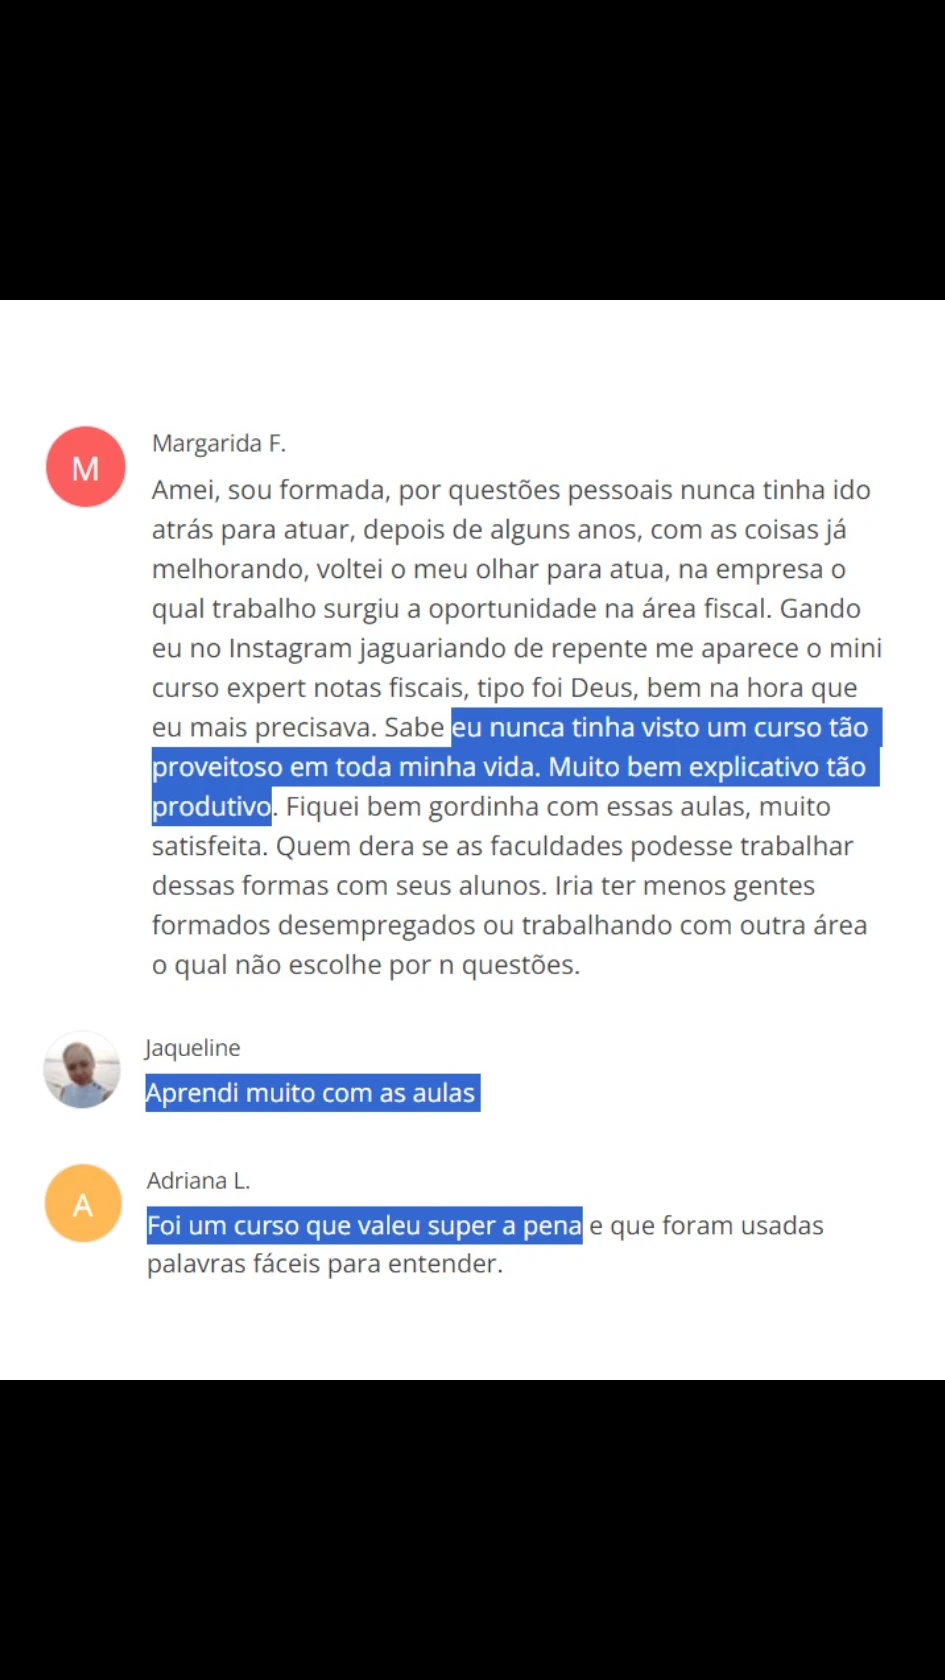 M
Margarida F.
Amei, sou formada, por questões pessoais nunca tinha ido
atrás para atuar, depois de alguns anos, com as coisas já
melhorando, voltei o meu olhar para atua, na empresa o
qual trabalho surgiu a oportunidade na área fiscal. Gando
eu no Instagram jaguariando de repente me aparece o mini
curso expert notas fiscais, tipo foi Deus, bem na hora que
eu mais precisava. Sabe eu nunca tinha visto um curso tão
proveitoso em toda minha vida. Muito bem explicativo tão
produtivo. Fiquei bem gordinha com essas aulas, muito
satisfeita. Quem dera se as faculdades podesse trabalhar
dessas formas com seus alunos. Iria ter menos gentes
formados desempregados ou trabalhando com outra área
o qual não escolhe por n questões.
Jaqueline
Aprendi muito com as aulas
A
Adriana L.
Foi um curso que valeu super a pena e que foram usadas
palavras fáceis para entender.